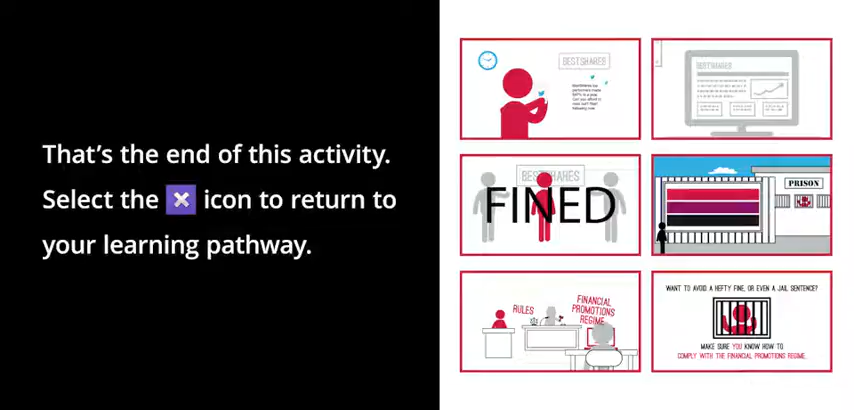 That's the end of this activity.
Select the icon to return to
your learning pathway.
BESTSHARES
BESTSHARES
BESTSHARES
FINED
PRISON
RULES
FINANCIAL
PROMOTIONS
REGIME
WANT TO AVOID A HEFTY FINE, OR EVEN A JAIL SENTENCE?
MAKE SURE YOU KNOW HOW TO
COMPLY WITH THE FINANCIAL PROMOTIONS REGIME.